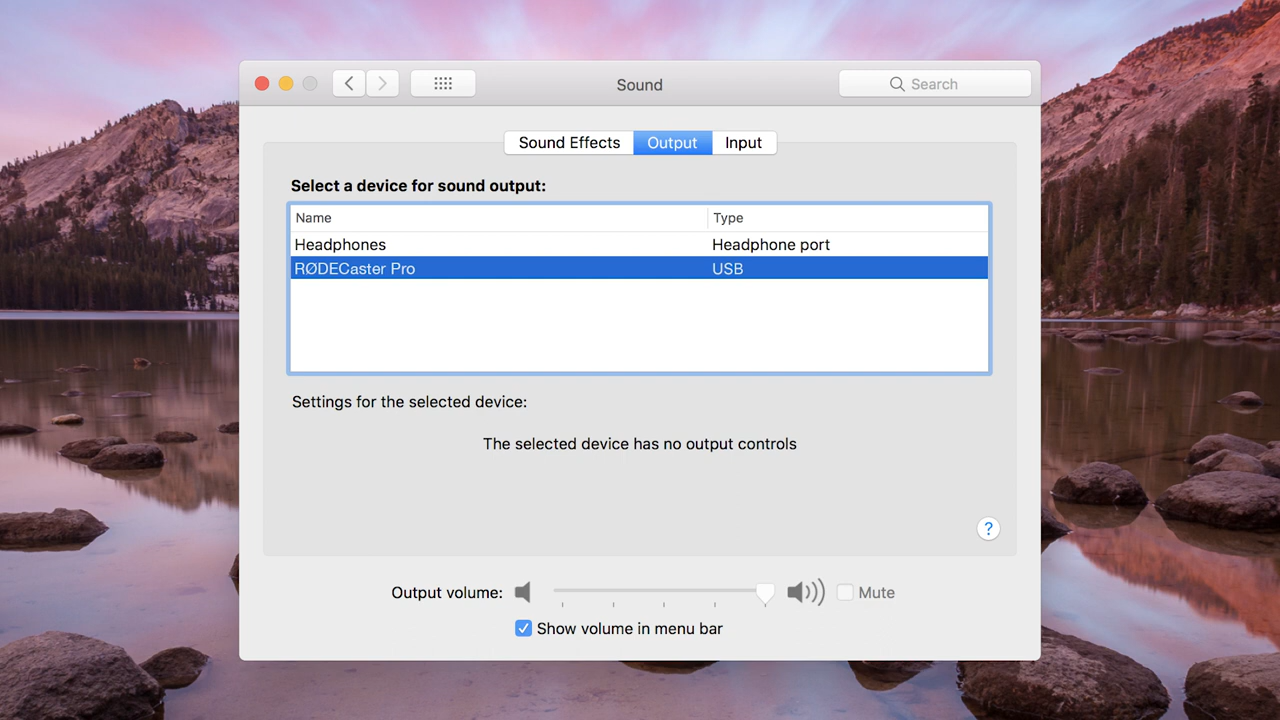 Sound
Search
Sound Effects Output Input
Select a device for sound output:
Name Type
Headphones Headphone port
RØDECaster Pro USB
Settings for the selected device:
The selected device has no output controls
?
Output volume: Mute
Show volume in menu bar